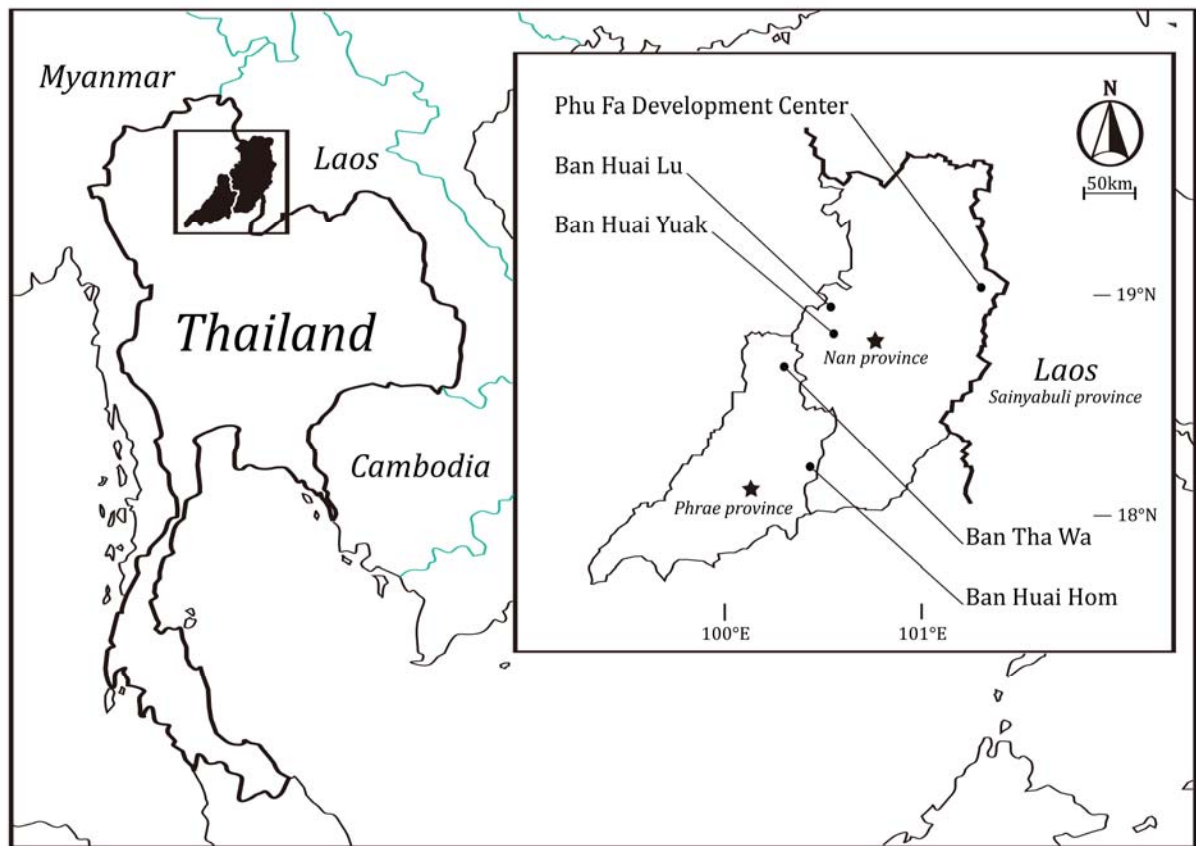 Myanmar
Laos
Thailand
Cambodia
Phu Fa Development Center
Ban Huai Lu
Ban Huai Yuak
N
50km
19°N
Nan province
Laos
Sainyabuli province
Phrae province
18°N
Ban Tha Wa
Ban Huai Hom
100°E
101°E